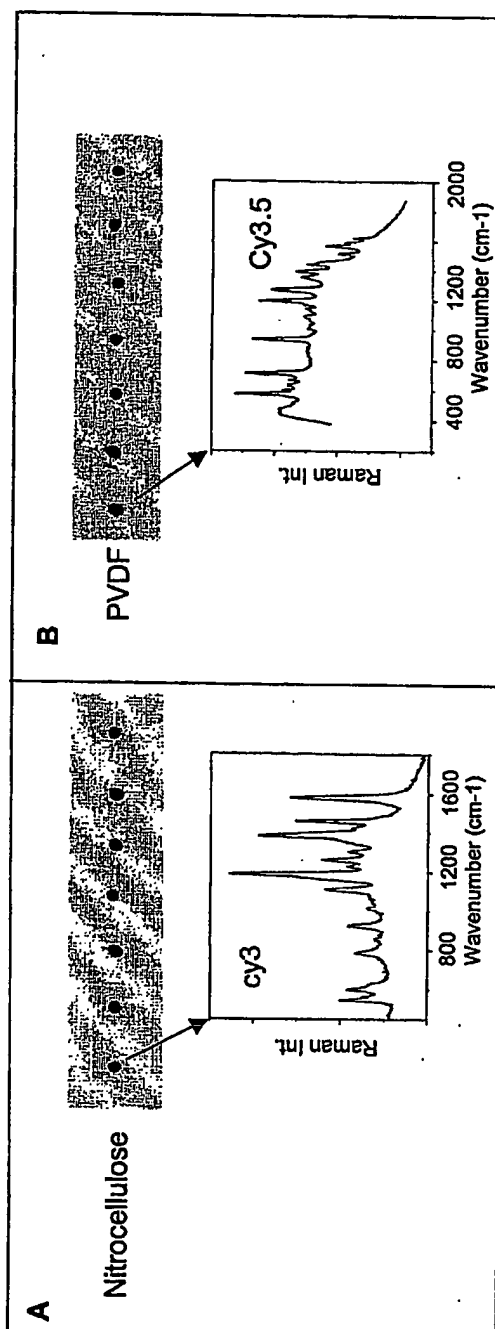 A
Nitrocellulose
cy3
Raman Int.
800
1200
1600
Wavenumber (cm-1)
B
PVDF
Cy3.5
Raman Int.
400
800
1200
2000
Wavenumber (cm-1)